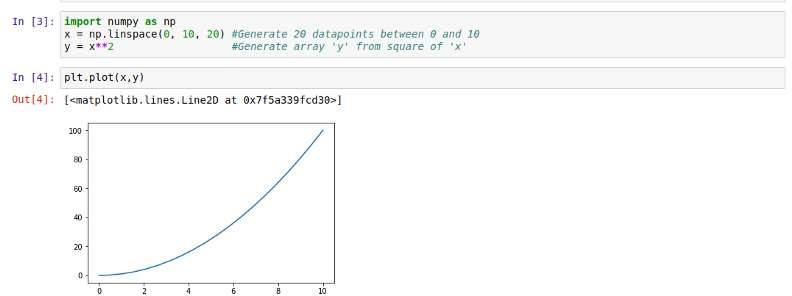 In [3]: import numpy as np
x = np.linspace(0, 10, 20) #Generate 20 datapoints between 0 and 10
y = x**2 #Generate array 'y' from square of 'x'
In [4]: plt.plot(x,y)
Out[4]: [<matplotlib.lines.Line2D at 0x7f5a339fcd30>]
100
80
60
40
20
0
0 2 4 6 8 10